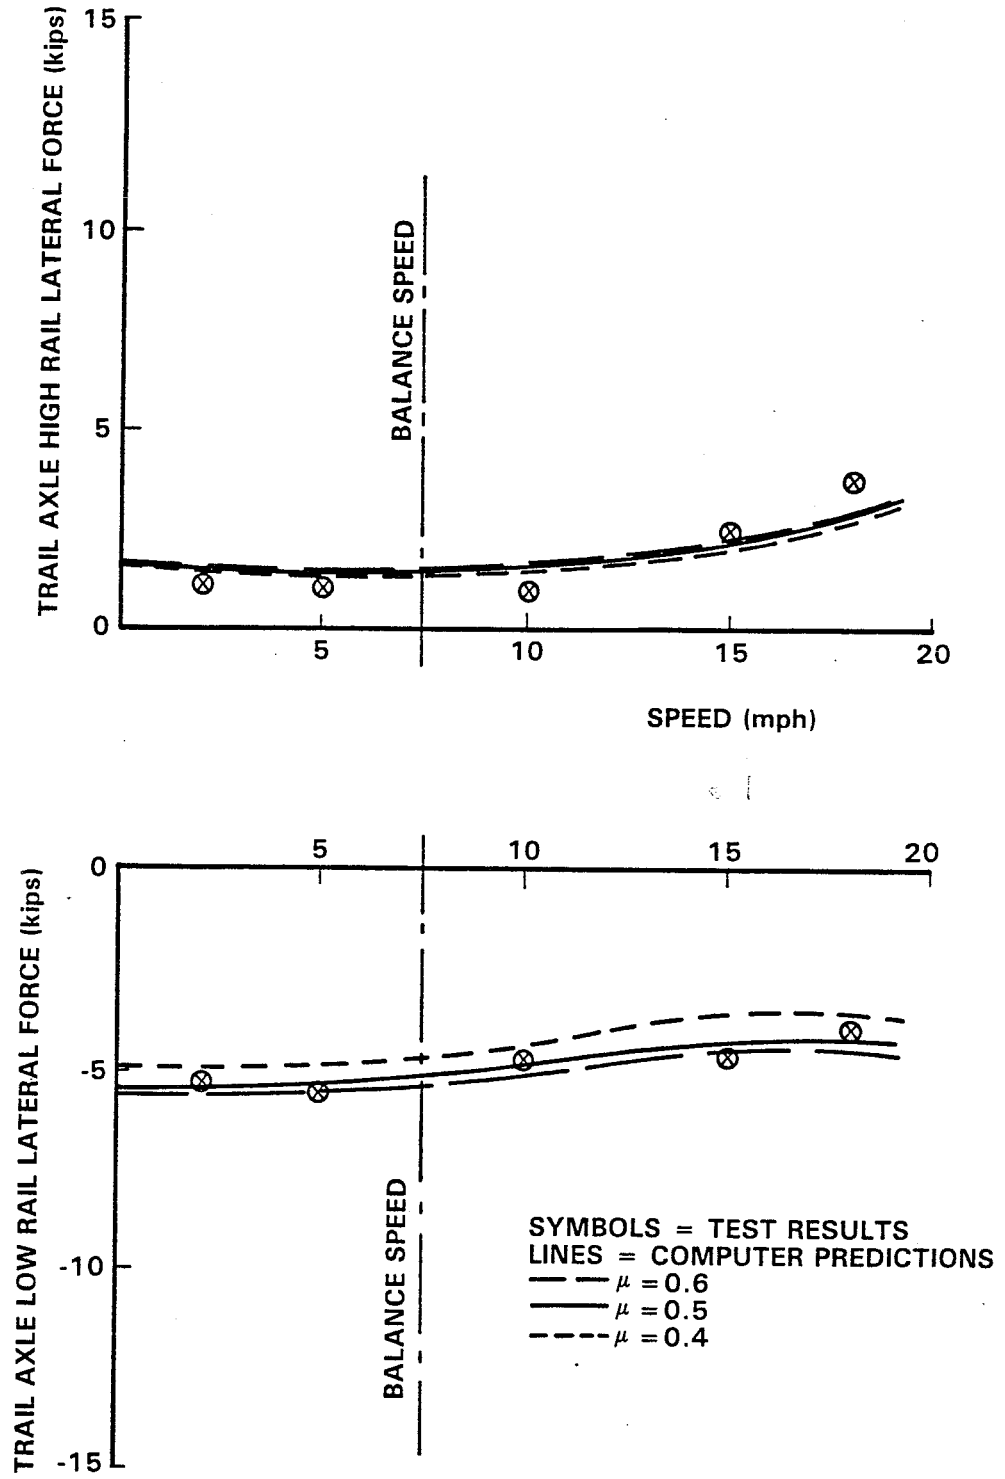 TRAIL AXLE HIGH RAIL LATERAL FORCE (kips)
15
10
5
0
BALANCE SPEED
5 10 15 20
SPEED (mph)
TRAIL AXLE LOW RAIL LATERAL FORCE (kips)
5 10 15 20
0
-5
-10
-15
BALANCE SPEED
SYMBOLS = TEST RESULTS
LINES = COMPUTER PREDICTIONS
μ = 0.6
μ = 0.5
μ = 0.4